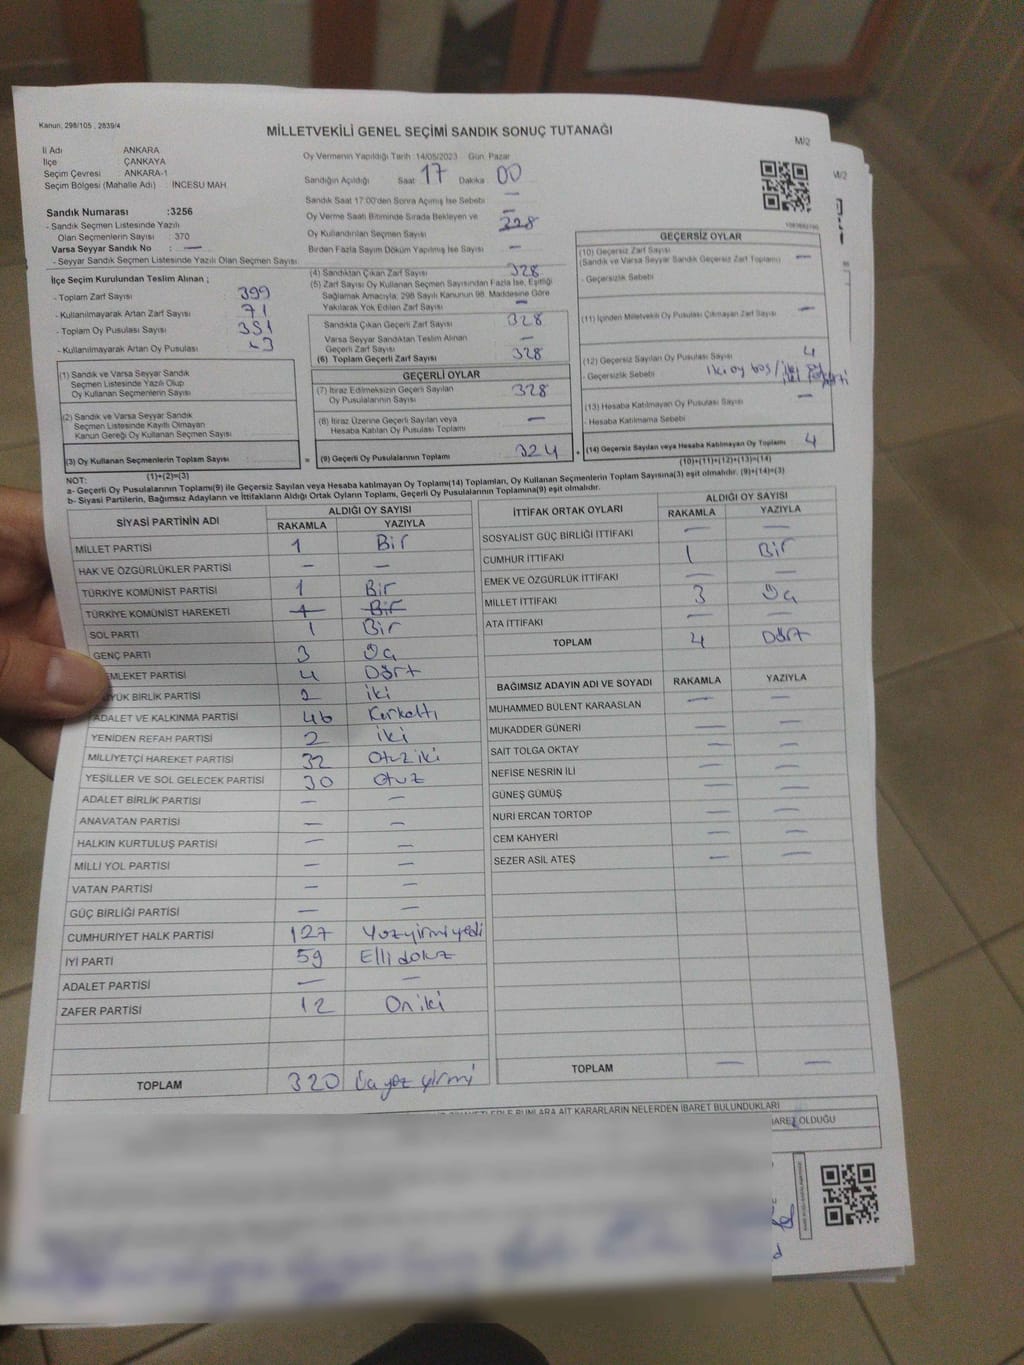 Kanun, 298/105 , 2839/4
MİLLETVEKİLİ GENEL SEÇİMİ SANDIK SONUÇ TUTANAĞI
M/2
M/2
İl Adı : ANKARA
İlçe : ÇANKAYA
Seçim Çevresi : ANKARA-1
Seçim Bölgesi (Mahalle Adı) : İNCESU MAH.
Sandık Numarası :3256
- Sandık Seçmen Listesinde Yazılı
Olan Seçmenlerin Sayısı : 370
Varsa Seyyar Sandık No : —
- Seyyar Sandık Seçmen Listesinde Yazılı Olan Seçmen Sayısı
Oy Vermenin Yapıldığı Tarih :14/05/2023 Gün: Pazar
Sandığın Açıldığı Saat 17 Dakika 00
Sandık Saat 17:00'den Sonra Açımış İse Sebebi —
Oy Verme Saati Bitiminde Sırada Bekleyen ve —
Oy Kullandırılan Seçmen Sayısı 328
Birden Fazla Sayım Döküm Yapılmış İse Sayısı —
İlçe Seçim Kurulundan Teslim Alınan ;
- Toplam Zarf Sayısı : 399
- Kullanılmayarak Artan Zarf Sayısı : 71
- Toplam Oy Pusulası Sayısı : 351
- Kullanılmayarak Artan Oy Pusulası :
(1) Sandık ve Varsa Seyyar Sandık
Seçmen Listesinde Yazılı Olup
Oy Kullanan Seçmen Sayısı
(2) Sandık ve Varsa Seyyar Sandık
Seçmen Listesinde Kayıtlı Olmayan
Kanun Gereği Oy Kullanan Seçmen Sayısı
(3) Oy Kullanan Seçmenlerin Toplam Sayısı
(1)+(2)=(3)
(4) Sandıktan Çıkan Zarf Sayısı 328
(5) Zarf Sayısı Oy Kullanan Seçmen Sayısından Fazla İse, Eşitliği
Sağlamak Amacıyla; 298 Sayılı Kanunun 98. Maddesine Göre
Yakılarak Yok Edilen Zarf Sayısı —
Sandıkta Çıkan Geçerli Zarf Sayısı 328
Varsa Seyyar Sandıktan Teslim Alınan
Geçerli Zarf Sayısı —
(6) Toplam Geçerli Zarf Sayısı 328
GEÇERLİ OYLAR
(7) İtiraz Edilmeksizin Geçerli Sayılan
Oy Pusulalarının Sayısı 328
(8) İtiraz Üzerine Geçerli Sayılan veya
Hesaba Katılan Oy Pusulası Toplamı —
= (9) Geçerli Oy Pusulalarının Toplamı 324
GEÇERSİZ OYLAR
(10) Geçersiz Zarf Sayısı
(Sandık ve Varsa Seyyar Sandık Geçersiz Zarf Toplamı) —
- Geçersizlik Sebebi
(11) İçinden Milletvekili Oy Pusulası Çıkmayan Zarf Sayısı —
(12) Geçersiz Sayılan Oy Pusulası Sayısı 4
- Geçersizlik Sebebi iki oy boş/iki
(13) Hesaba Katılmayan Oy Pusulası Sayısı —
- Hesaba Katılmama Sebebi
+ (14) Geçersiz Sayılan veya Hesaba Katılmayan Oy Toplamı 4
(10)+(11)+(12)+(13)=(14)
NOT:
a- Geçerli Oy Pusulalarının Toplamı(9) ile Geçersiz Sayılan veya Hesaba katılmayan Oy Toplamı(14) Toplamları, Oy Kullanan Seçmenlerin Toplam Sayısına(3) eşit olmalıdır. (9)+(14)=(3)
b- Siyasi Partilerin, Bağımsız Adayların ve İttifakların Aldığı Ortak Oyların Toplamı, Geçerli Oy Pusulalarının Toplamına(9) eşit olmalıdır.
SİYASİ PARTİNİN ADI ALDIĞI OY SAYISI
RAKAMLA YAZIYLA
MİLLET PARTİSİ 1 Bir
HAK VE ÖZGÜRLÜKLER PARTİSİ — —
TÜRKİYE KOMÜNİST PARTİSİ 1 Bir
TÜRKİYE KOMÜNİST HAREKETİ 1 Bir
SOL PARTİ 1 Bir
GENÇ PARTİ 3 Üç
EMLEKET PARTİSİ 4 Dört
YÜK BİRLİK PARTİSİ 2 iki
ADALET VE KALKINMA PARTİSİ 46 Kırkaltı
YENİDEN REFAH PARTİSİ 2 iki
MİLLİYETÇİ HAREKET PARTİSİ 32 Otuziki
YEŞİLLER VE SOL GELECEK PARTİSİ 30 Otuz
ADALET BİRLİK PARTİSİ — —
ANAVATAN PARTİSİ — —
HALKIN KURTULUŞ PARTİSİ — —
MİLLİ YOL PARTİSİ — —
VATAN PARTİSİ — —
GÜÇ BİRLİĞİ PARTİSİ — —
CUMHURİYET HALK PARTİSİ 127 Yüzyirmiyedi
İYİ PARTİ 59 Elli dokuz
ADALET PARTİSİ — —
ZAFER PARTİSİ 12 On iki
TOPLAM 320 Üçyüz yirmi
İTTİFAK ORTAK OYLARI ALDIĞI OY SAYISI
RAKAMLA YAZIYLA
SOSYALİST GÜÇ BİRLİĞİ İTTİFAKI — —
CUMHUR İTTİFAKI 1 Bir
EMEK VE ÖZGÜRLÜK İTTİFAKI — —
MİLLET İTTİFAKI 3 Üç
ATA İTTİFAKI — —
TOPLAM 4 Dört
BAĞIMSIZ ADAYIN ADI VE SOYADI RAKAMLA YAZIYLA
MUHAMMED BÜLENT KARAASLAN — —
MUKADDER GÜNERİ — —
SAİT TOLGA OKTAY — —
NEFİSE NESRİN İLİ — —
GÜNEŞ GÜMÜŞ — —
NURİ ERCAN TORTOP — —
CEM KAHYERİ — —
SEZER ASİL ATEŞ — —
TOPLAM — —
AİT KARARLARIN NELERDEN İBARET BULUNDUKLARI
OLDUĞU